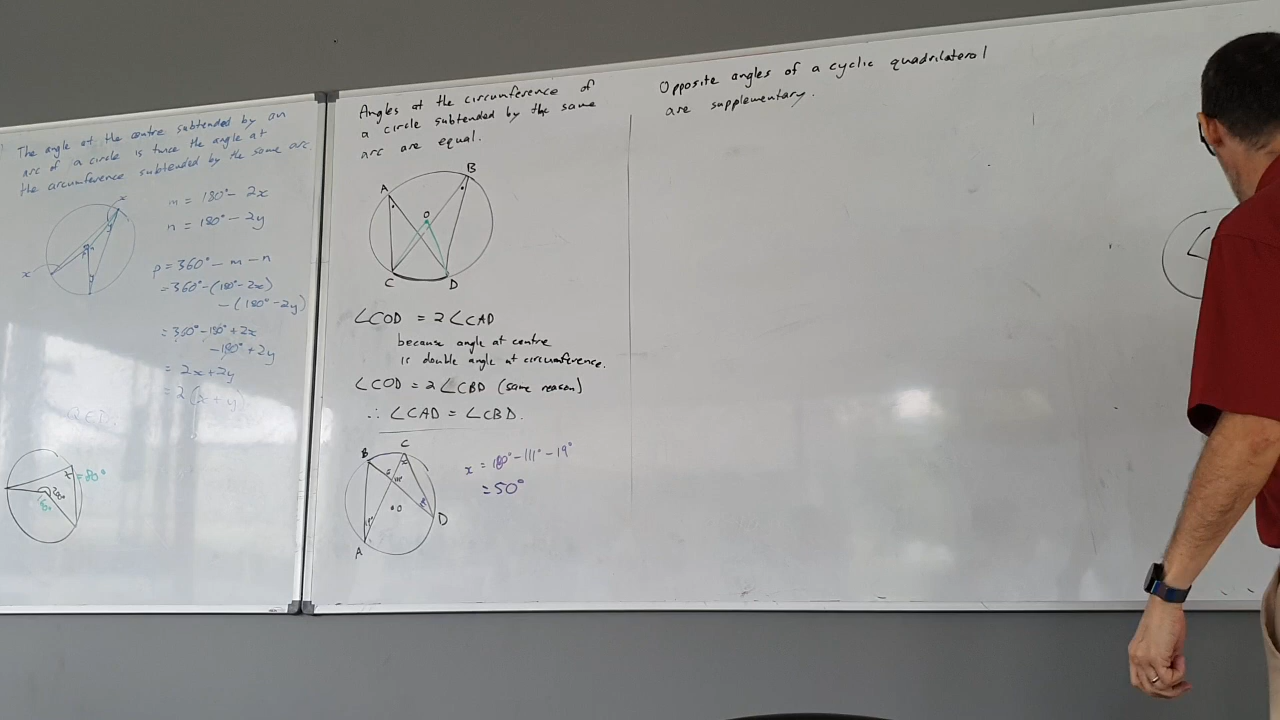 The angle at the centre subtended by an
arc of a circle is twice the angle at
the circumference subtended by the same arc.
x
m = 180° - 2x
n = 180° - 2y
x
p = 360° - m - n
= 360° - (180° - 2x)
- (180° - 2y)
= 360° - 180° + 2x
- 180° + 2y
= 2x + 2y
= 2(x + y)
QED.
x = 80°
200°
160
Angles at the circumference of
a circle subtended by the same
arc are equal.
A
B
O
C
D
∠COD = 2∠CAD
because angle at centre
is double angle at circumference.
∠COD = 2∠CBD (same reason)
∴ ∠CAD = ∠CBD.
B
C
x
O
D
A
x = 180° - 111° - 19°
= 50°
Opposite angles of a cyclic quadrilateral
are supplementary.